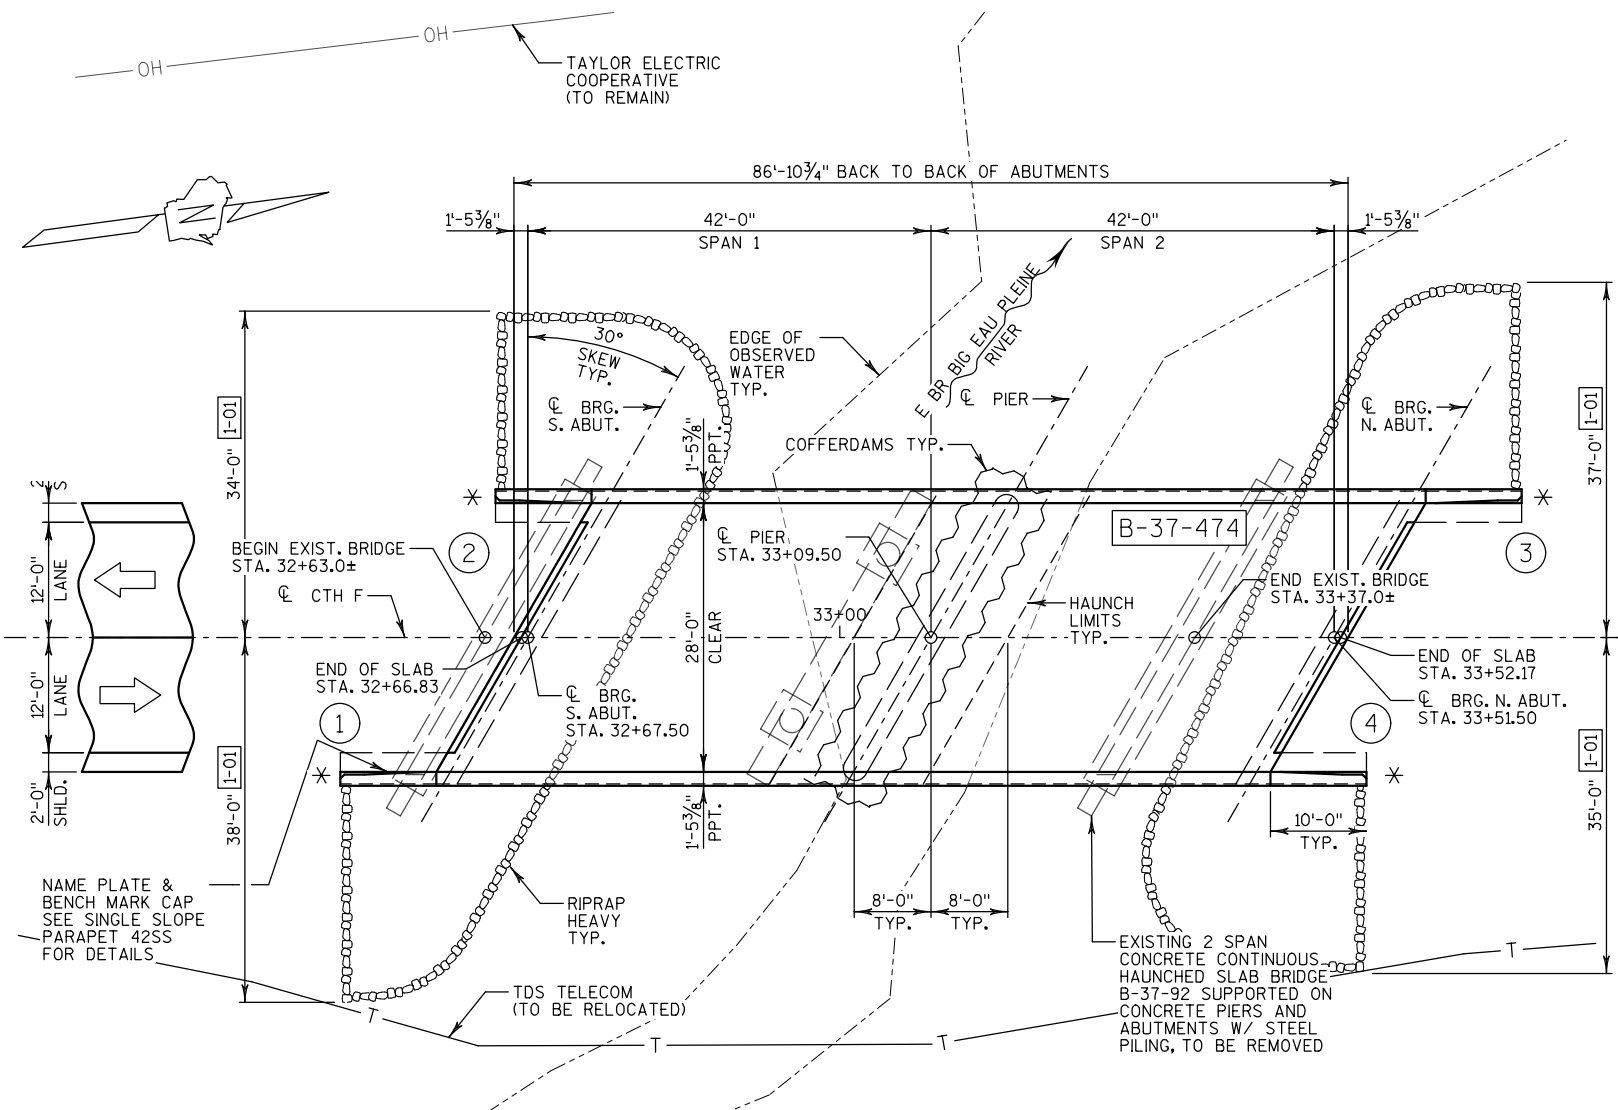 OH
OH
TAYLOR ELECTRIC
COOPERATIVE
(TO REMAIN)
N
86'-10¾" BACK TO BACK OF ABUTMENTS
1'-5⅜"
42'-0"
SPAN 1
42'-0"
SPAN 2
1'-5⅜"
30°
SKEW
TYP.
EDGE OF
OBSERVED
WATER
TYP.
E BR BIG EAU PLEINE
RIVER
℄ PIER
℄ BRG.
S. ABUT.
℄ BRG.
N. ABUT.
34'-0" 1-01
37'-0" 1-01
1'-5⅜"
PPT.
COFFERDAMS TYP.
*
*
B-37-474
℄ PIER
STA. 33+09.50
2
3
BEGIN EXIST. BRIDGE
STA. 32+63.0±
℄ CTH F
12'-0"
LANE
12'-0"
LANE
2'-0"
SHLD.
28'-0"
CLEAR
33+00
HAUNCH
LIMITS
TYP.
END EXIST. BRIDGE
STA. 33+37.0±
END OF SLAB
STA. 32+66.83
℄ BRG.
S. ABUT.
STA. 32+67.50
END OF SLAB
STA. 33+52.17
℄ BRG. N. ABUT.
STA. 33+51.50
1
4
*
*
38'-0" 1-01
35'-0" 1-01
1'-5⅜"
PPT.
10'-0"
TYP.
8'-0"
TYP.
8'-0"
TYP.
NAME PLATE &
BENCH MARK CAP
SEE SINGLE SLOPE
PARAPET 42SS
FOR DETAILS
RIPRAP
HEAVY
TYP.
TDS TELECOM
(TO BE RELOCATED)
EXISTING 2 SPAN
CONCRETE CONTINUOUS
HAUNCHED SLAB BRIDGE
B-37-92 SUPPORTED ON
CONCRETE PIERS AND
ABUTMENTS W/ STEEL
PILING, TO BE REMOVED
T
T
T
T